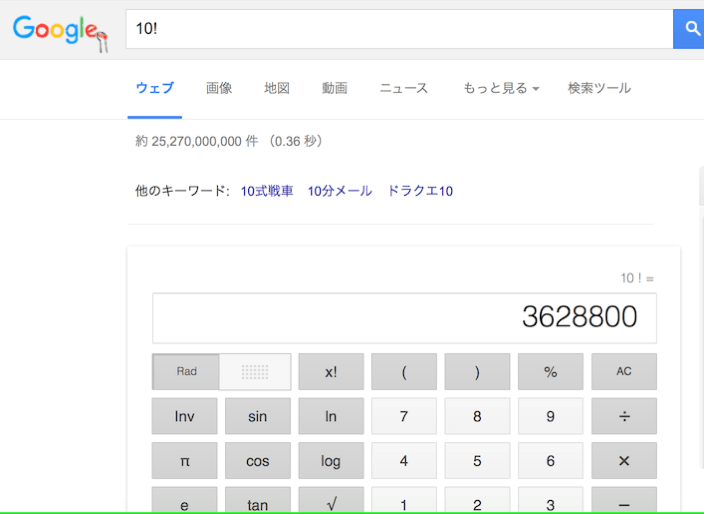 Google
10!
ウェブ 画像 地図 動画 ニュース もっと見る 検索ツール
約 25,270,000,000 件 （0.36 秒）
他のキーワード: 10式戦車 10分メール ドラクエ10
10 ! =
3628800
Rad x! ( ) % AC
Inv sin ln 7 8 9 ÷
π cos log 4 5 6 ×
e tan √ 1 2 3 −